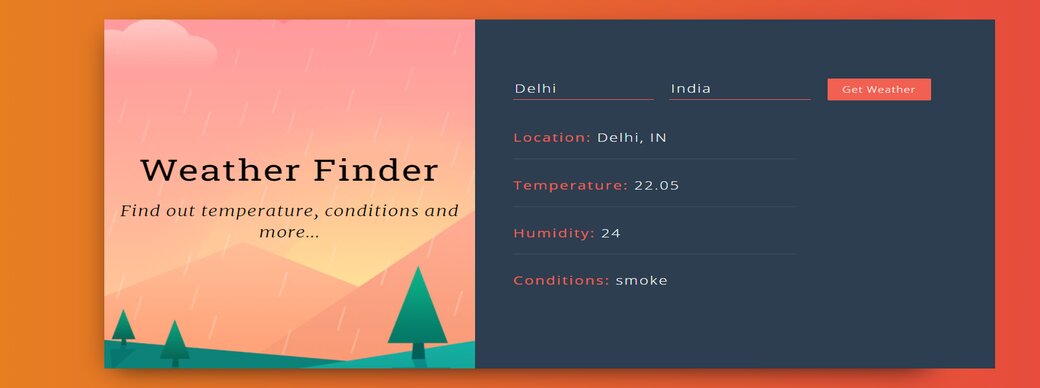 Weather Finder
Find out temperature, conditions and
more...
Delhi
India
Get Weather
Location: Delhi, IN
Temperature: 22.05
Humidity: 24
Conditions: smoke